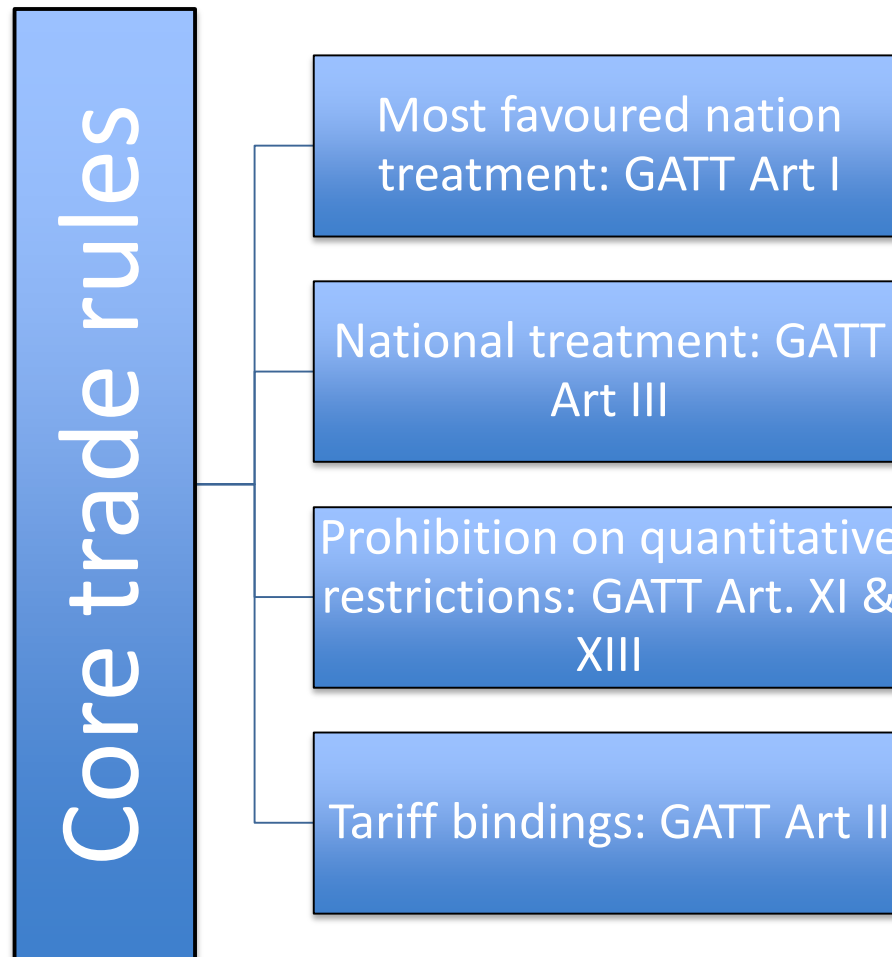 Core trade rules
Most favoured nation
treatment: GATT Art I
National treatment: GATT
Art III
Prohibition on quantitative
restrictions: GATT Art. XI &
XIII
Tariff bindings: GATT Art II